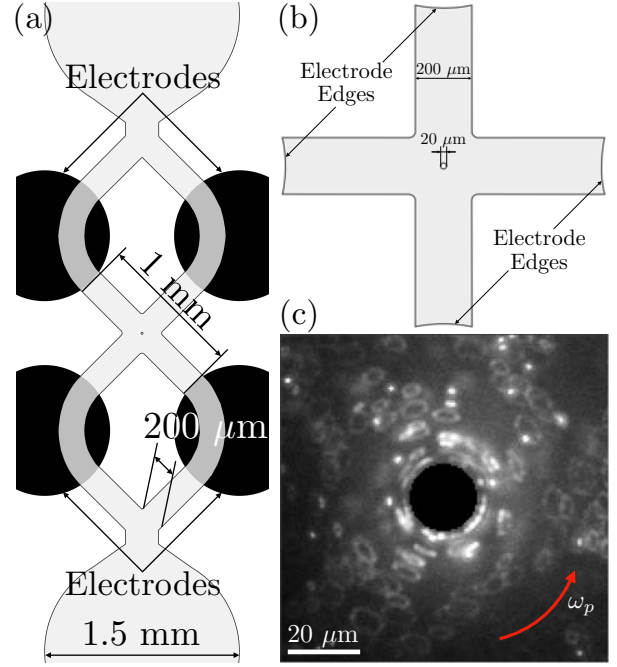 (a)
Electrodes
1 mm
200 μm
Electrodes
1.5 mm
(b)
Electrode
Edges
200 μm
20 μm
Electrode
Edges
(c)
ωₚ
20 μm